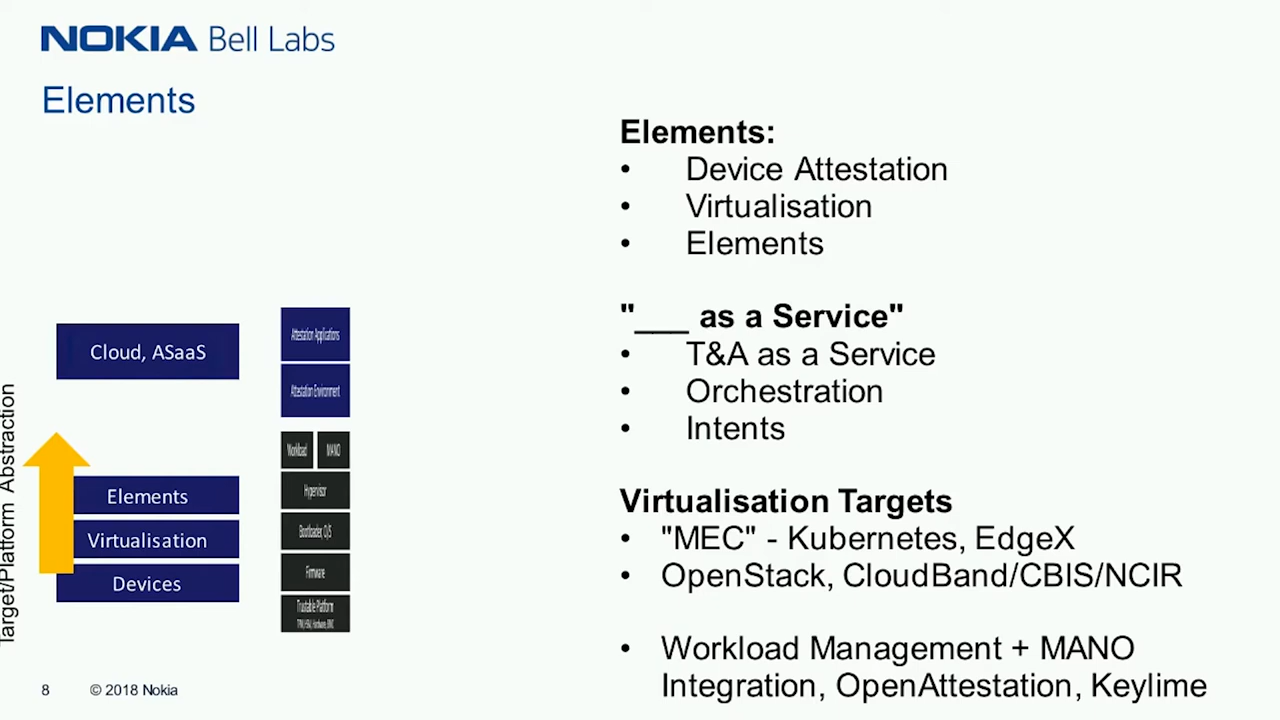 NOKIA Bell Labs
Elements
Elements:
• Device Attestation
• Virtualisation
• Elements
"___ as a Service"
• T&A as a Service
• Orchestration
• Intents
Virtualisation Targets
• "MEC" - Kubernetes, EdgeX
• OpenStack, CloudBand/CBIS/NCIR
• Workload Management + MANO
Integration, OpenAttestation, Keylime
Target/Platform Abstraction
Cloud, ASaaS
Elements
Virtualisation
Devices
Attestation Applications
Attestation Environment
Workload
MANO
Hypervisor
Bootloader, O/S
Firmware
Trustable Platform
8
© 2018 Nokia